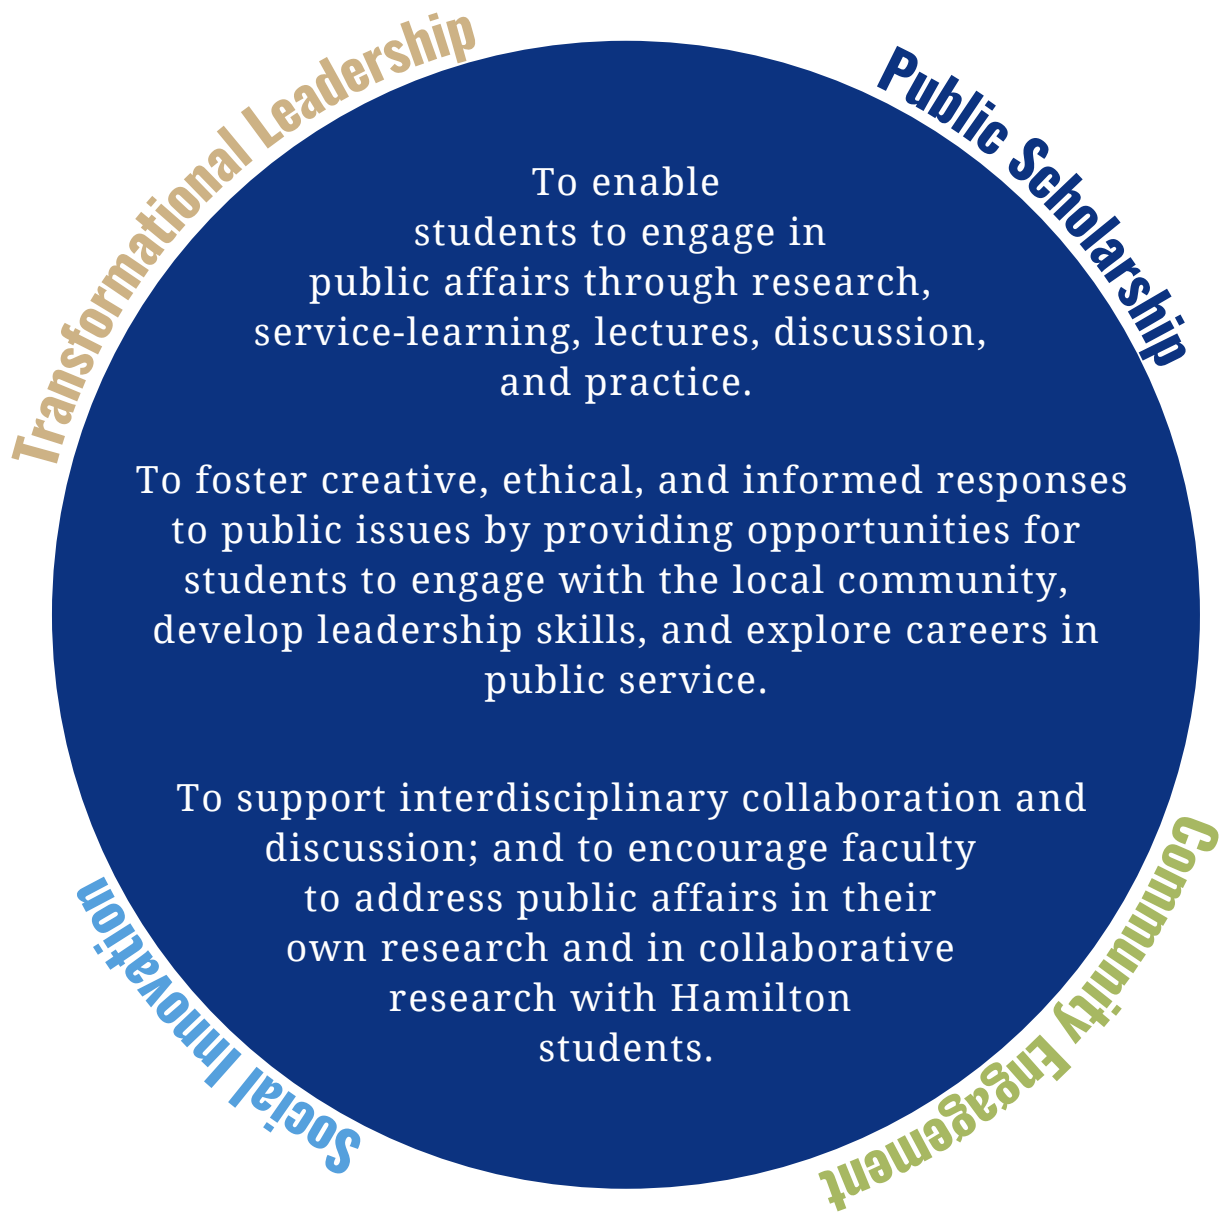 Transformational Leadership
Public Scholarship
To enable
students to engage in
public affairs through research,
service-learning, lectures, discussion,
and practice.
To foster creative, ethical, and informed responses
to public issues by providing opportunities for
students to engage with the local community,
develop leadership skills, and explore careers in
public service.
To support interdisciplinary collaboration and
discussion; and to encourage faculty
to address public affairs in their
own research and in collaborative
research with Hamilton
students.
Community Engagement
Social Innovation